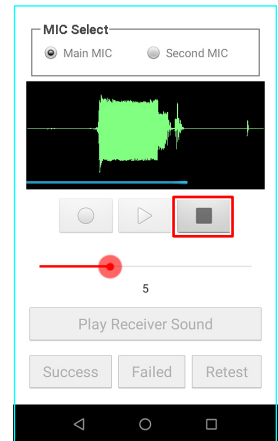 MIC Select
Main MIC
Second MIC
5
Play Receiver Sound
Success
Failed
Retest